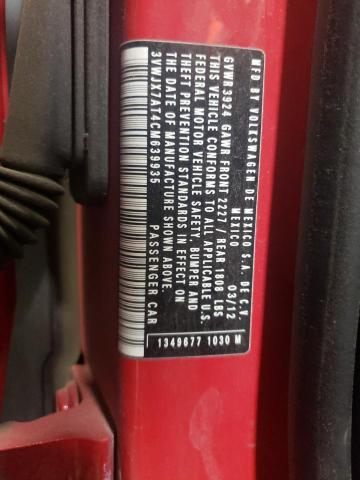 MFD BY VOLKSWAGEN DE MEXICO S.A. DE C.V.
MEXICO 03/12
GVWR 3924 GAWR FRONT 2227 / REAR 1808 LBS
THIS VEHICLE CONFORMS TO ALL APPLICABLE U.S.
FEDERAL MOTOR VEHICLE SAFETY, BUMPER AND
THEFT PREVENTION STANDARDS IN EFFECT ON
THE DATE OF MANUFACTURE SHOWN ABOVE.
3VWJX7AT4CM639935 PASSENGER CAR
1349677 1030 M